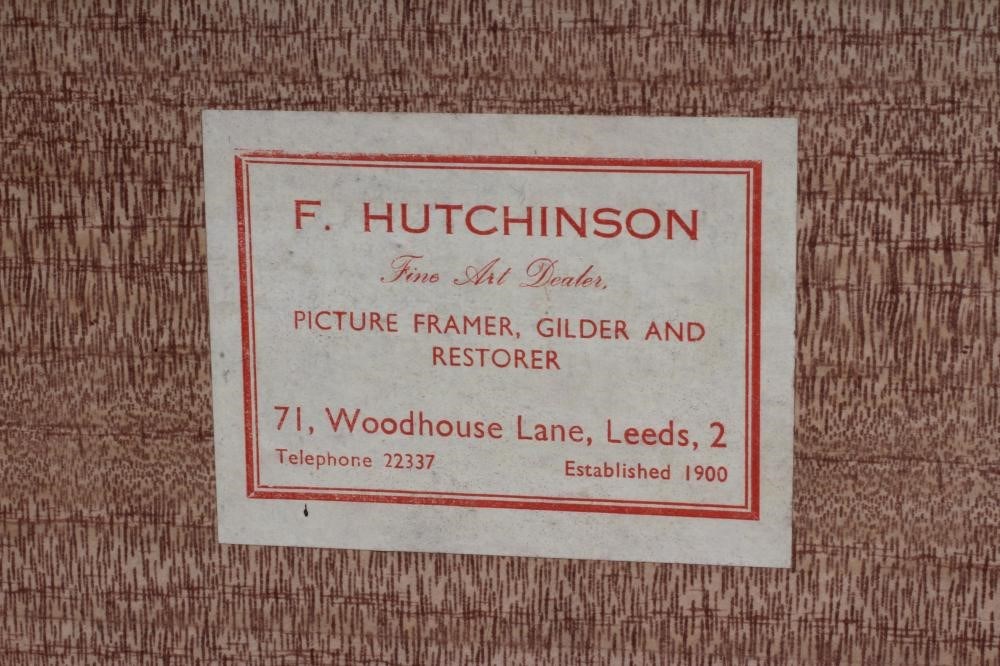 F. HUTCHINSON
Fine Art Dealer,
PICTURE FRAMER, GILDER AND
RESTORER
71, Woodhouse Lane, Leeds, 2
Telephone 22337 Established 1900